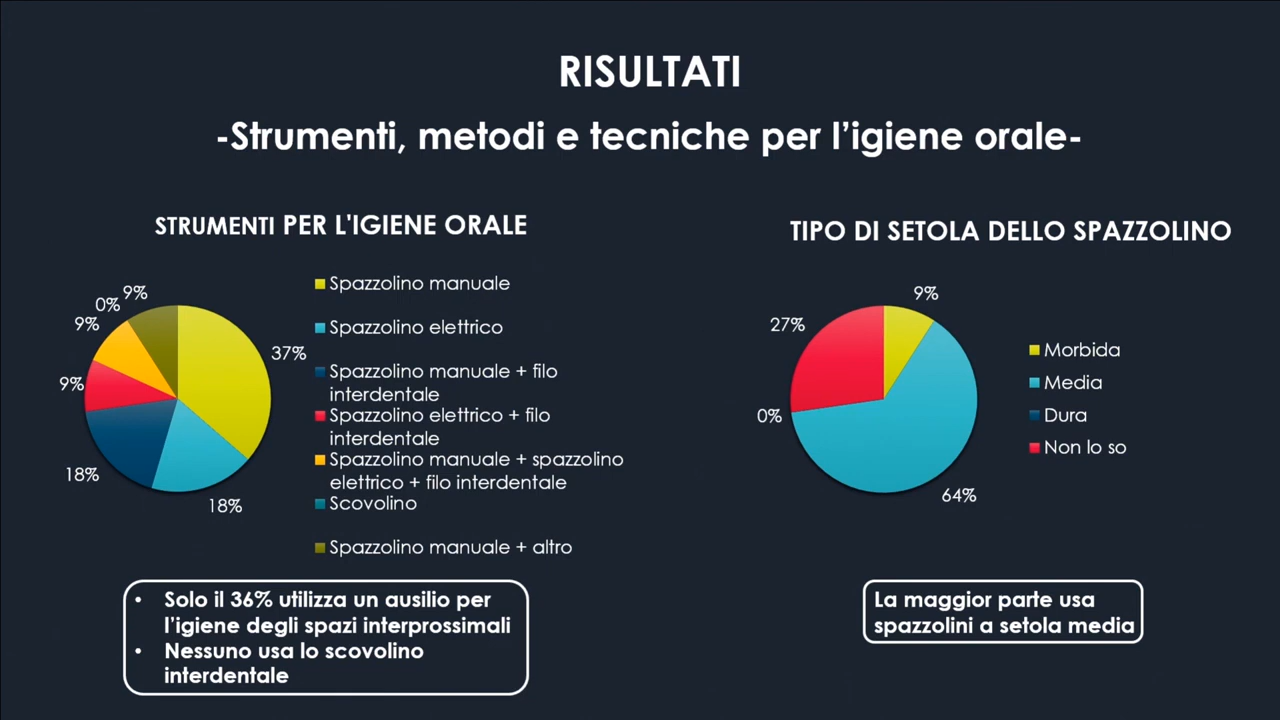 RISULTATI
-Strumenti, metodi e tecniche per l’igiene orale-
STRUMENTI PER L'IGIENE ORALE
9%
0%
9%
37%
9%
18%
18%
Spazzolino manuale
Spazzolino elettrico
Spazzolino manuale + filo
interdentale
Spazzolino elettrico + filo
interdentale
Spazzolino manuale + spazzolino
elettrico + filo interdentale
Scovolino
Spazzolino manuale + altro
• Solo il 36% utilizza un ausilio per
l’igiene degli spazi interprossimali
• Nessuno usa lo scovolino
interdentale
TIPO DI SETOLA DELLO SPAZZOLINO
9%
27%
0%
64%
Morbida
Media
Dura
Non lo so
La maggior parte usa
spazzolini a setola media